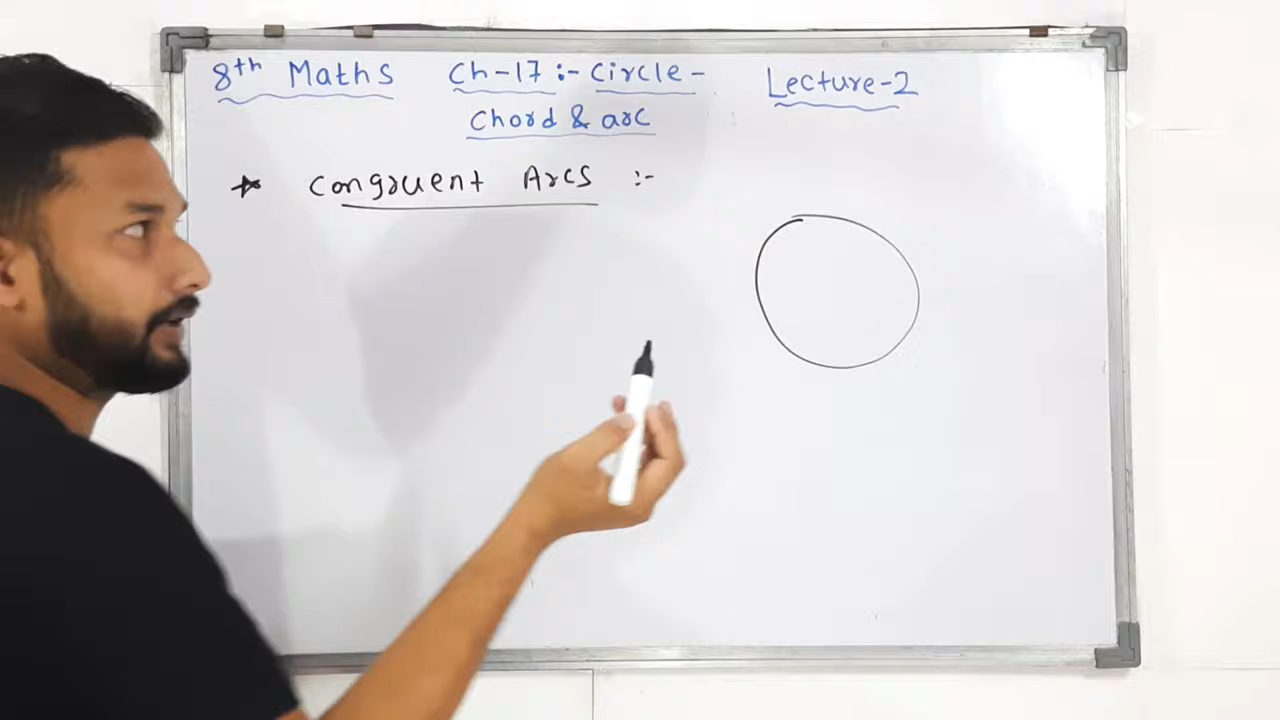 8th Maths Ch-17 :- Circle - Lecture-2
Chord & arc
* Congruent Arcs :-